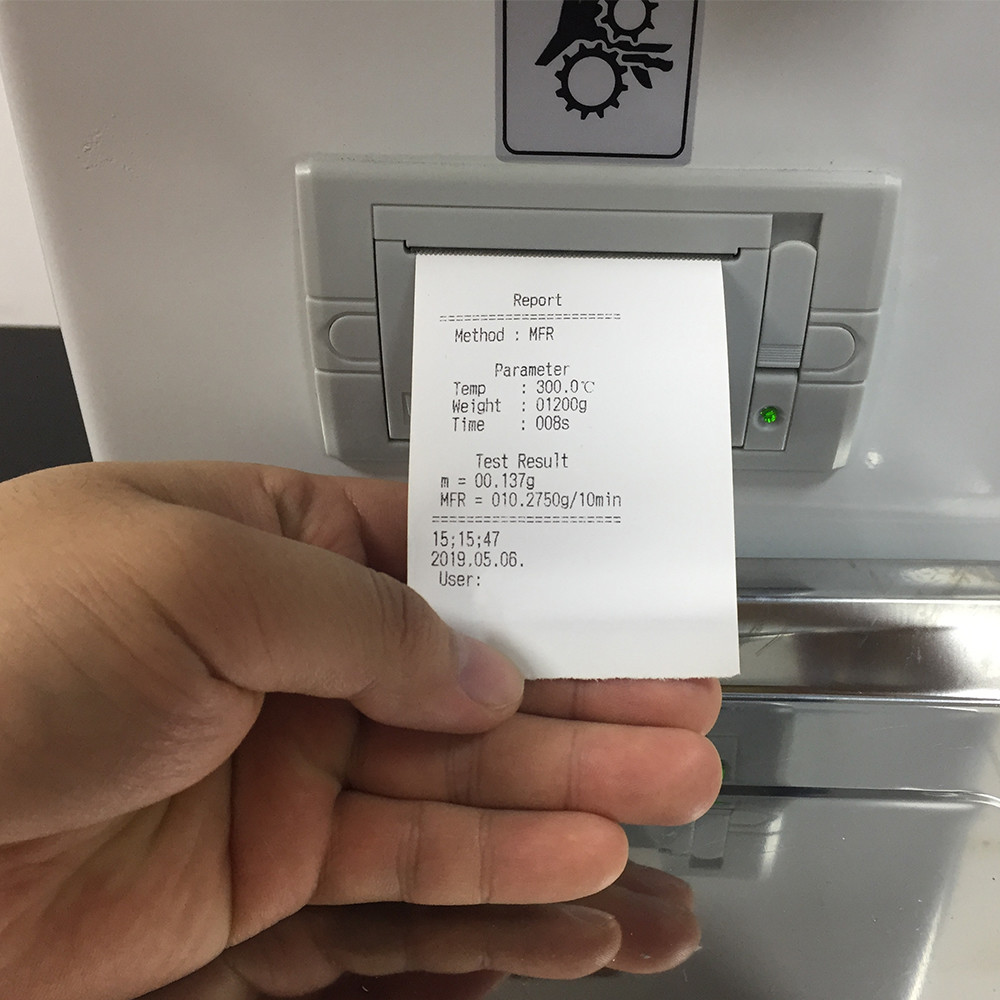 Report
==============================
Method : MFR
Parameter
Temp : 300.0℃
Weight : 01200g
Time : 008s
Test Result
m = 00.137g
MFR = 010.2750g/10min
==============================
15;15;47
2019.05.06.
User: